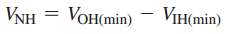 VNH = VOH(min) − VIH(min)